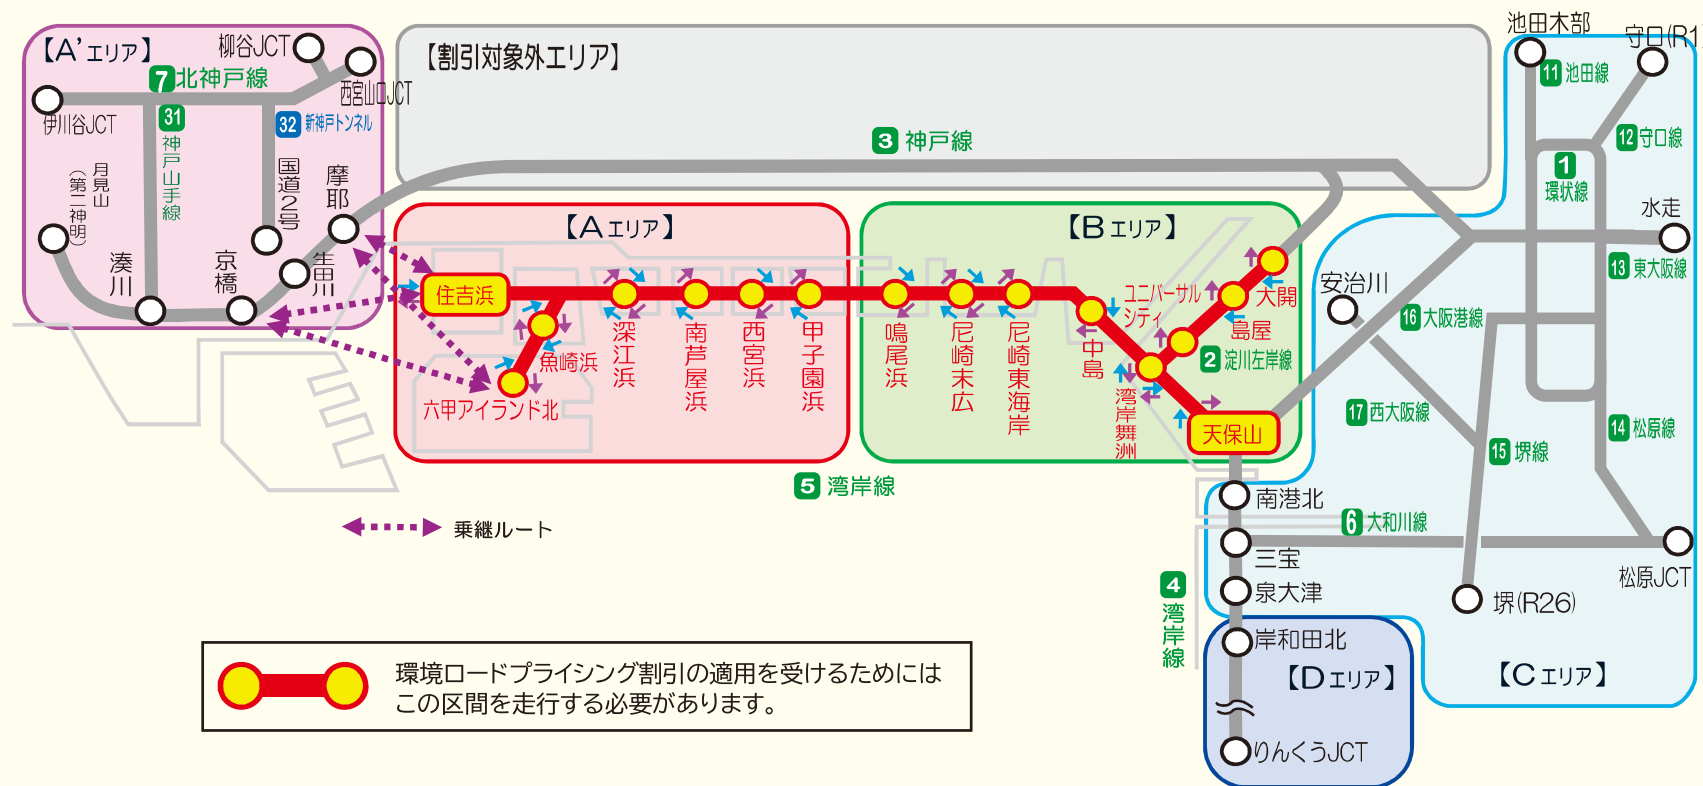 【A’エリア】
柳谷JCT
西宮山口JCT
7 北神戸線
伊川谷JCT
31
神戸山手線
32 新神戸トンネル
月見山
(第二神明)
国道2号
摩耶
湊川
京橋
生田川
【割引対象外エリア】
3 神戸線
【Aエリア】
住吉浜
魚崎浜
六甲アイランド北
深江浜
南芦屋浜
西宮浜
甲子園浜
【Bエリア】
鳴尾浜
尼崎末広
尼崎東海岸
中島
ユニバーサル
シティ
湾岸舞洲
大開
島屋
2 淀川左岸線
天保山
5 湾岸線
乗継ルート
池田木部
守口(R1
11 池田線
12 守口線
1
環状線
水走
13 東大阪線
安治川
16 大阪港線
17 西大阪線
14 松原線
15 堺線
南港北
6 大和川線
三宝
泉大津
松原JCT
堺(R26)
4
湾岸線
岸和田北
【Dエリア】
【Cエリア】
りんくうJCT
環境ロードプライシング割引の適用を受けるためには
この区間を走行する必要があります。